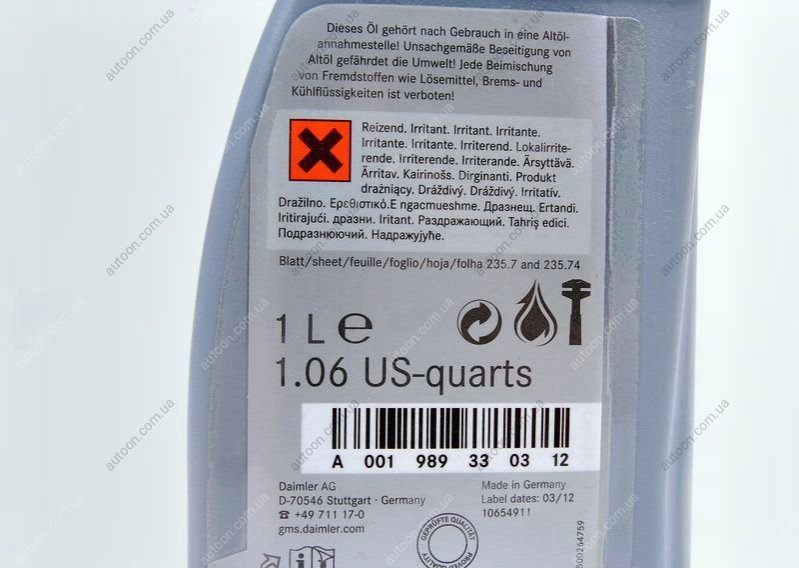 Dieses Öl gehört nach Gebrauch in eine Altöl-
annahmestelle! Unsachgemäße Beseitigung von
Altöl gefährdet die Umwelt! Jede Beimischung
von Fremdstoffen wie Lösemittel, Brems- und
Kühlflüssigkeiten ist verboten!
Reizend. Irritant. Irritant. Irritante.
Irritante. Irritante. Irriterend. Lokalirrite-
rende. Irriterende. Irriterande. Ärsyttävä.
Ärritav. Kairinošs. Dirginanti. Produkt
drażniący. Dráždivý. Dráždivý. Irritatív.
Dražilno. Ερεθιστικό.E ngacmueshme. Дразнещ. Ertandi.
Iritirajući. дразни. Iritant. Раздражающий. Tahriş edici.
Подразнюючий. Надражујуће.
Blatt/sheet/feuille/foglio/hoja/folha 235.7 and 235.74
1 L e
1.06 US-quarts
A 001 989 33 03 12
Daimler AG
D-70546 Stuttgart · Germany
☎ +49 711 17-0
gms.daimler.com
Made in Germany
Label dates: 03/12
10654911
GEPRÜFTE QUALITÄT
PROVED QUALITY
autoon.com.ua